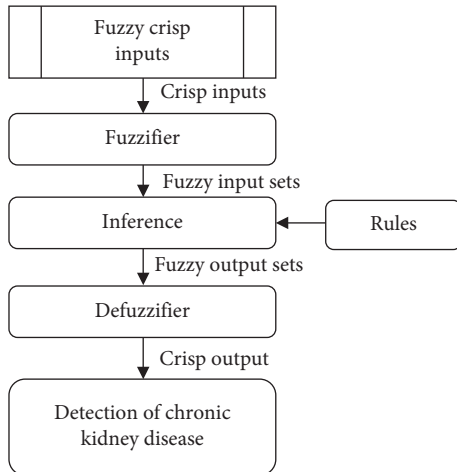 Fuzzy crisp
inputs
Crisp inputs
Fuzzifier
Fuzzy input sets
Inference
Rules
Fuzzy output sets
Defuzzifier
Crisp output
Detection of chronic
kidney disease